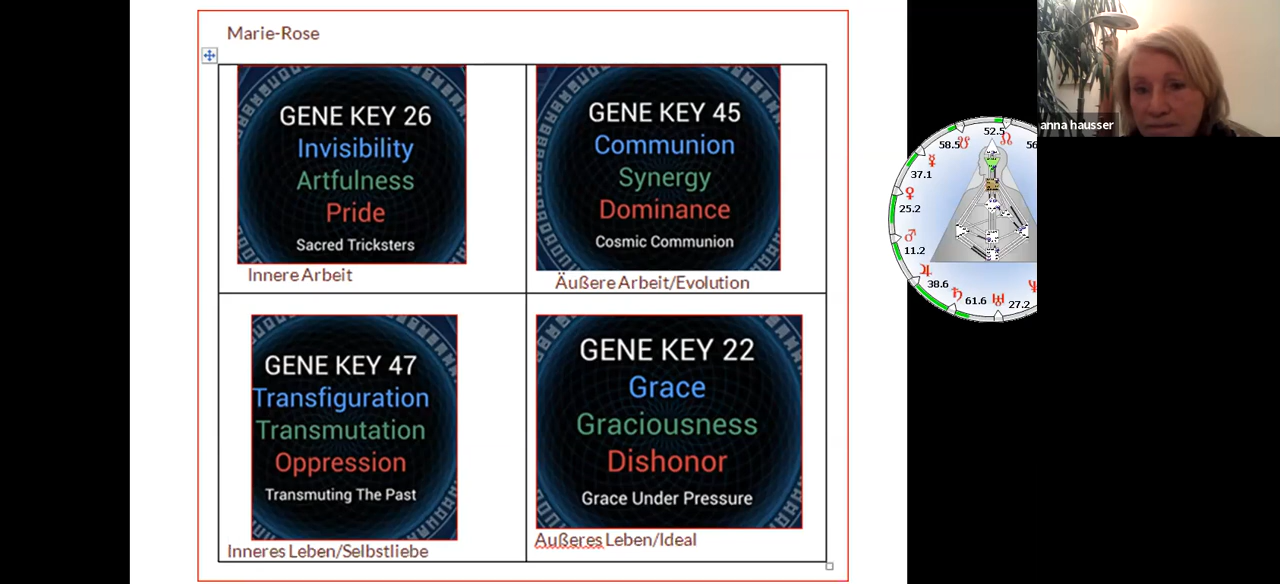 Marie-Rose
GENE KEY 26
Invisibility
Artfulness
Pride
Sacred Tricksters
Innere Arbeit
GENE KEY 45
Communion
Synergy
Dominance
Cosmic Communion
Äußere Arbeit/Evolution
GENE KEY 47
Transfiguration
Transmutation
Oppression
Transmuting The Past
Inneres Leben/Selbstliebe
GENE KEY 22
Grace
Graciousness
Dishonor
Grace Under Pressure
Außeres Leben/Ideal
anna hausser
52.5
58.5
56
37.1
25.2
11.2
38.6
61.6
27.2